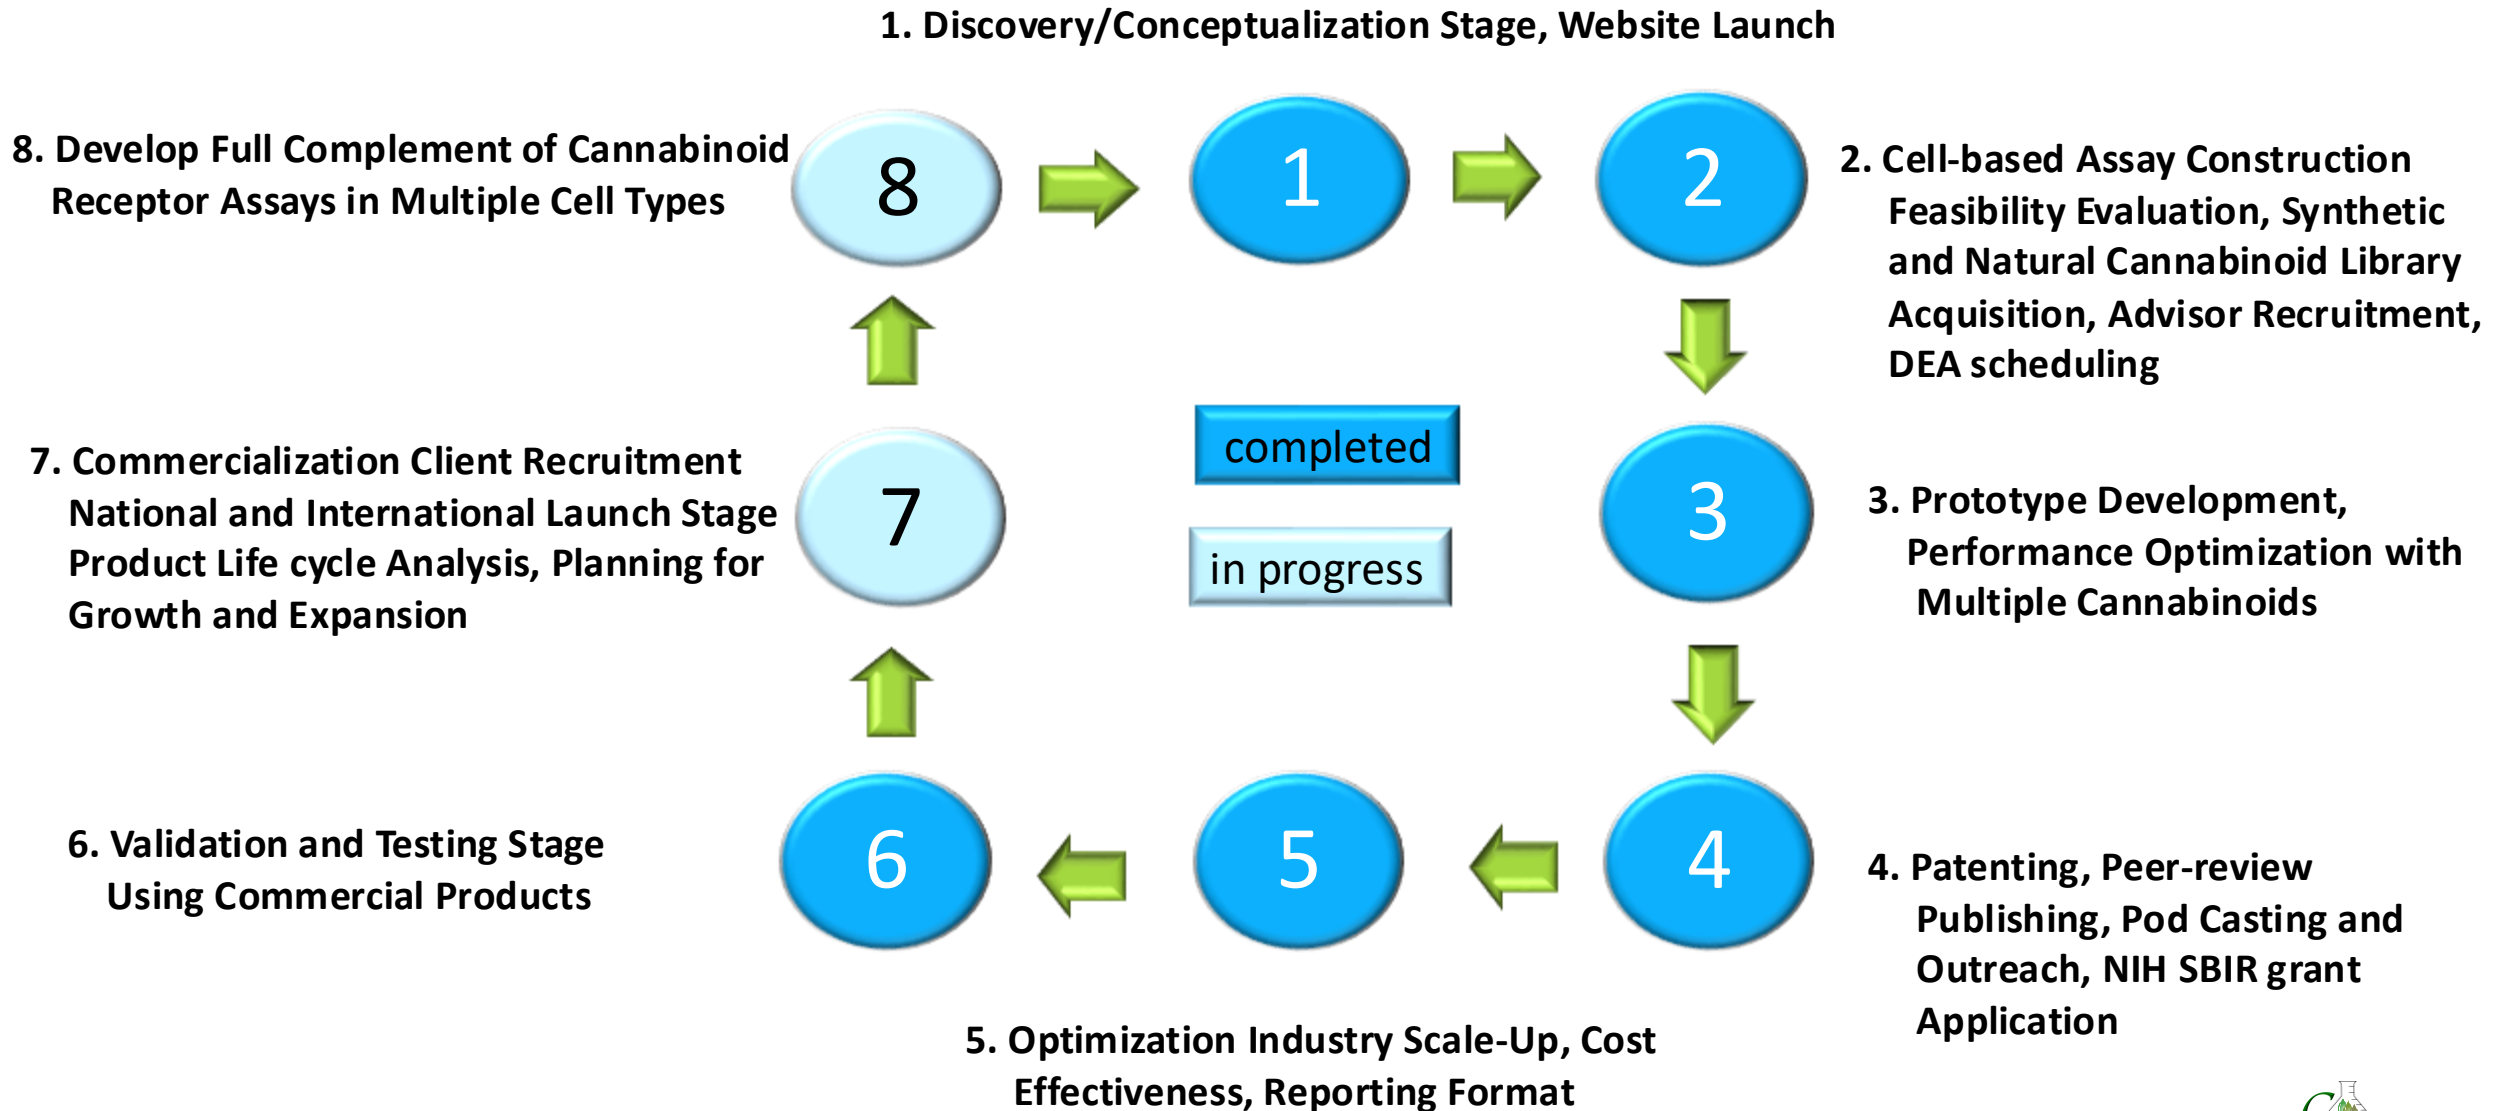 1. Discovery/Conceptualization Stage, Website Launch
8. Develop Full Complement of Cannabinoid
Receptor Assays in Multiple Cell Types
8
1
2
2. Cell-based Assay Construction
Feasibility Evaluation, Synthetic
and Natural Cannabinoid Library
Acquisition, Advisor Recruitment,
DEA scheduling
7. Commercialization Client Recruitment
National and International Launch Stage
Product Life cycle Analysis, Planning for
Growth and Expansion
7
completed
in progress
3
3. Prototype Development,
Performance Optimization with
Multiple Cannabinoids
6. Validation and Testing Stage
Using Commercial Products
6
5
4
4. Patenting, Peer-review
Publishing, Pod Casting and
Outreach, NIH SBIR grant
Application
5. Optimization Industry Scale-Up, Cost
Effectiveness, Reporting Format